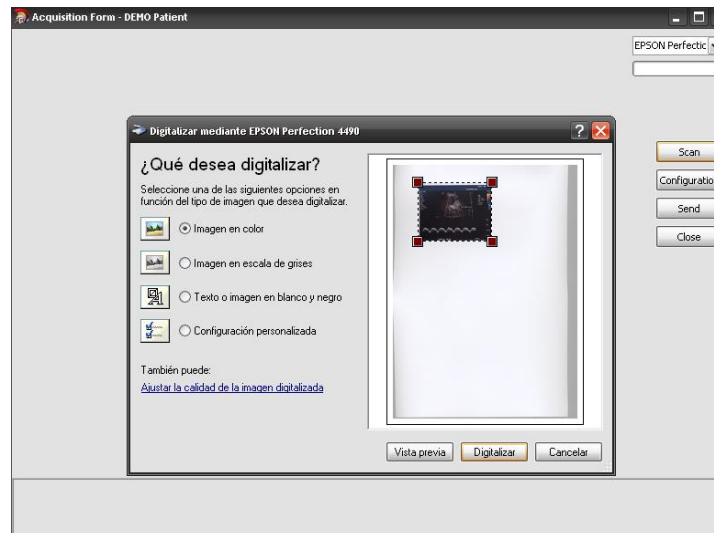 Acquisition Form - DEMO Patient
EPSON Perfectic
Digitalizar mediante EPSON Perfection 4490
¿Qué desea digitalizar?
Seleccione una de las siguientes opciones en
función del tipo de imagen que desea digitalizar.
Imagen en color
Imagen en escala de grises
Texto o imagen en blanco y negro
Configuración personalizada
También puede:
Ajustar la calidad de la imagen digitalizada
Vista previa
Digitalizar
Cancelar
Scan
Configuratio
Send
Close